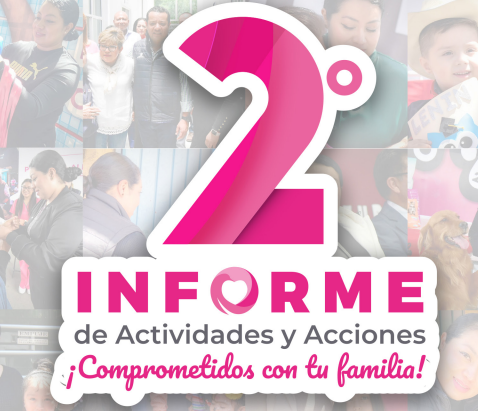 2°
INFORME
de Actividades y Acciones
¡Comprometidos con tu familia!